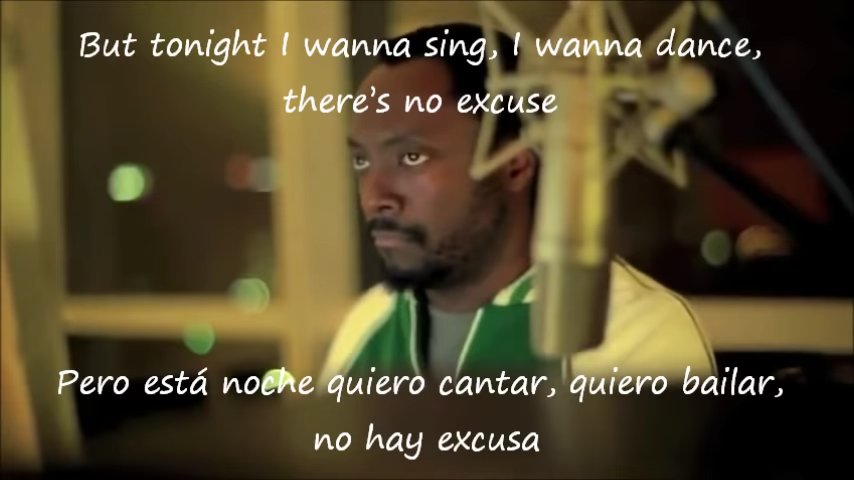 But tonight I wanna sing, I wanna dance,
there's no excuse
Pero está noche quiero cantar, quiero bailar,
no hay excusa